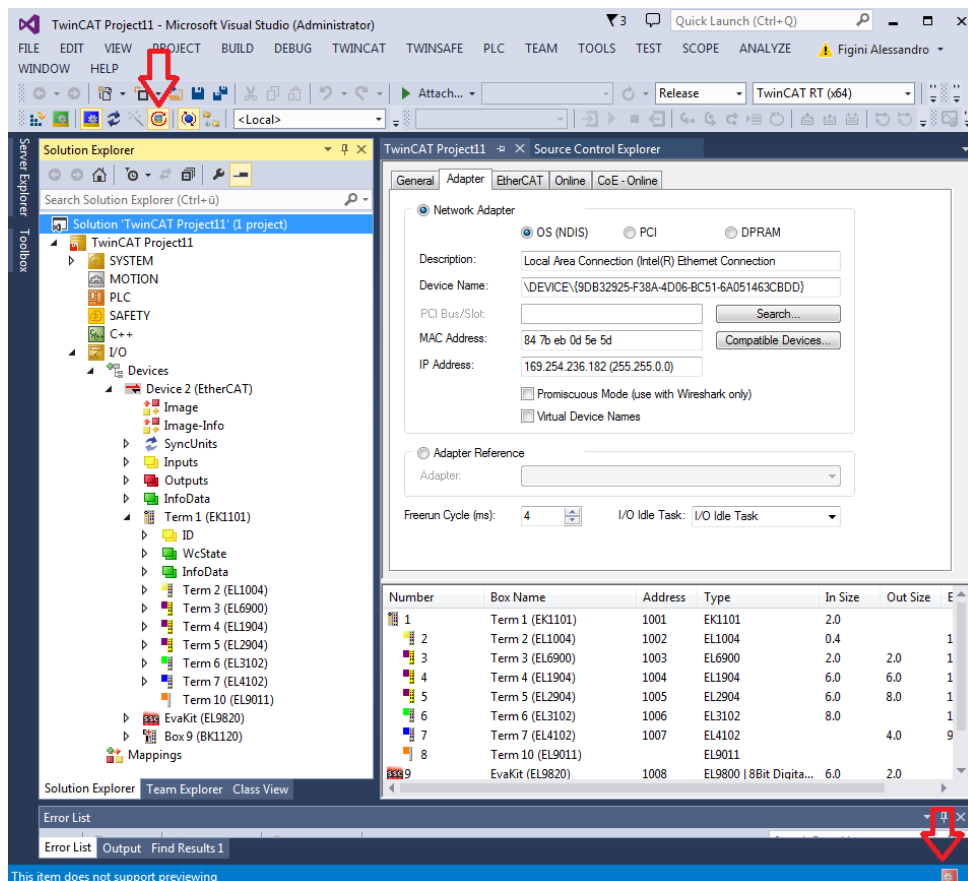 TwinCAT Project11 - Microsoft Visual Studio (Administrator)
3
Quick Launch (Ctrl+Q)
FILE EDIT VIEW PROJECT BUILD DEBUG TWINCAT TWINSAFE PLC TEAM TOOLS TEST SCOPE ANALYZE Figini Alessandro
WINDOW HELP
Attach... Release TwinCAT RT (x64)
<Local>
Server Explorer
Toolbox
Solution Explorer
Search Solution Explorer (Ctrl+ü)
Solution 'TwinCAT Project11' (1 project)
TwinCAT Project11
SYSTEM
MOTION
PLC
SAFETY
C++
I/O
Devices
Device 2 (EtherCAT)
Image
Image-Info
SyncUnits
Inputs
Outputs
InfoData
Term 1 (EK1101)
ID
WcState
InfoData
Term 2 (EL1004)
Term 3 (EL6900)
Term 4 (EL1904)
Term 5 (EL2904)
Term 6 (EL3102)
Term 7 (EL4102)
Term 10 (EL9011)
EvaKit (EL9820)
Box 9 (BK1120)
Mappings
Solution Explorer Team Explorer Class View
TwinCAT Project11 Source Control Explorer
General Adapter EtherCAT Online CoE - Online
Network Adapter
OS (NDIS) PCI DPRAM
Description: Local Area Connection (Intel(R) Ethernet Connection
Device Name: \DEVICE\{9DB32925-F38A-4D06-BC51-6A051463CBDD}
PCI Bus/Slot: Search...
MAC Address: 84 7b eb 0d 5e 5d Compatible Devices...
IP Address: 169.254.236.182 (255.255.0.0)
Promiscuous Mode (use with Wireshark only)
Virtual Device Names
Adapter Reference
Adapter:
Freerun Cycle (ms): 4 I/O Idle Task: I/O Idle Task
Number Box Name Address Type In Size Out Size E
1 Term 1 (EK1101) 1001 EK1101 2.0
2 Term 2 (EL1004) 1002 EL1004 0.4 1
3 Term 3 (EL6900) 1003 EL6900 2.0 2.0 1
4 Term 4 (EL1904) 1004 EL1904 6.0 6.0 1
5 Term 5 (EL2904) 1005 EL2904 6.0 8.0 1
6 Term 6 (EL3102) 1006 EL3102 8.0 1
7 Term 7 (EL4102) 1007 EL4102 4.0 9
8 Term 10 (EL9011) EL9011
9 EvaKit (EL9820) 1008 EL9800 | 8Bit Digita... 6.0 2.0
Error List
Error List Output Find Results 1
This item does not support previewing